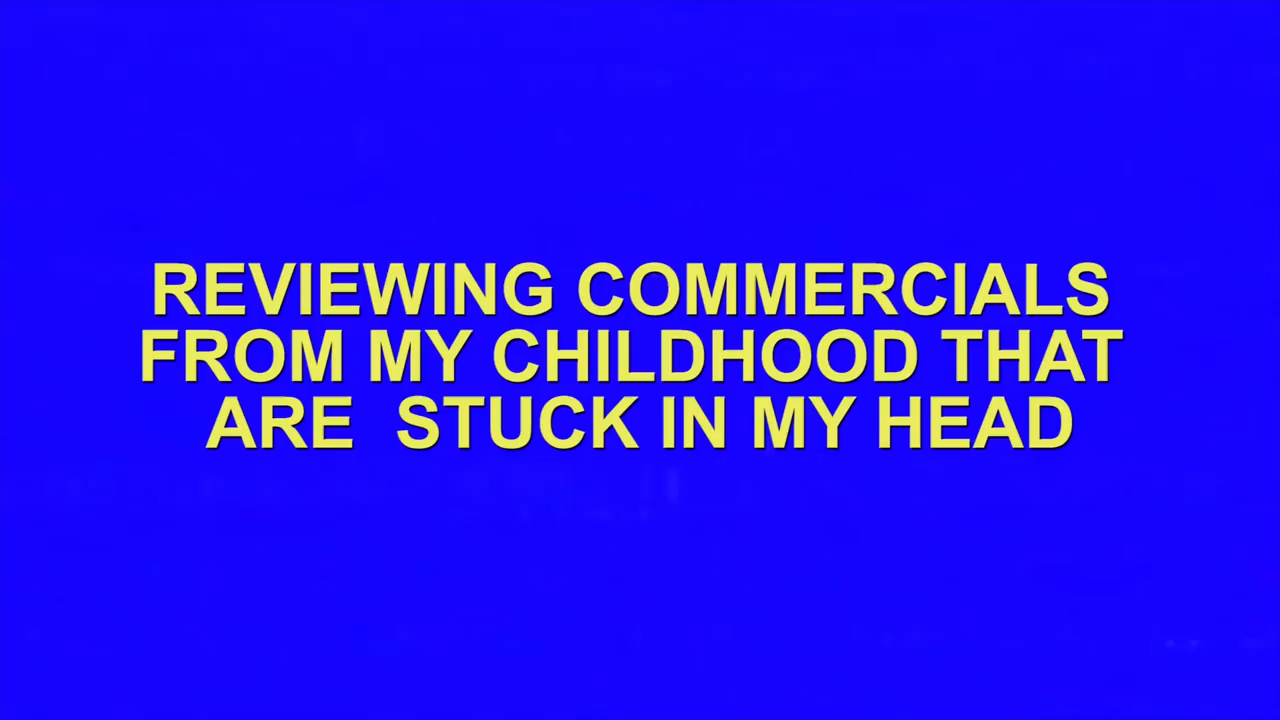 REVIEWING COMMERCIALS
FROM MY CHILDHOOD THAT
ARE  STUCK IN MY HEAD